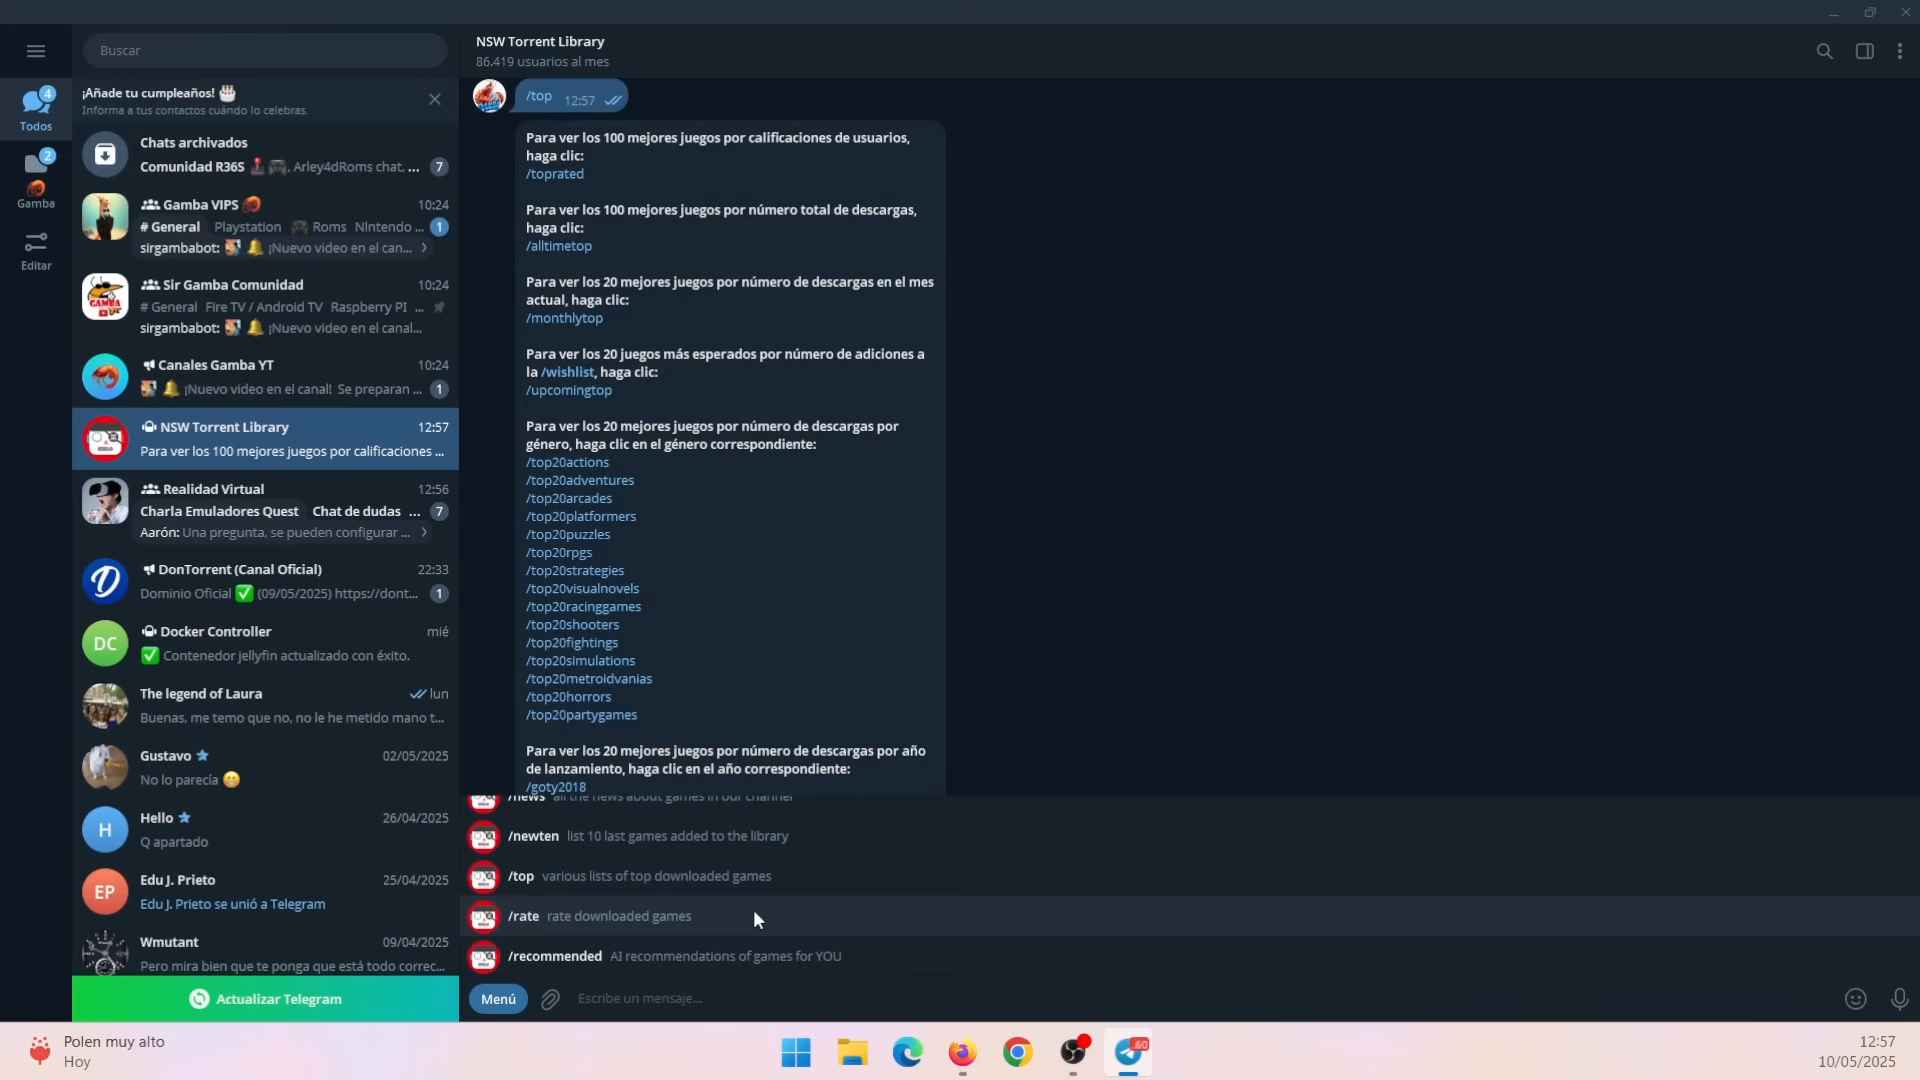 Buscar
NSW Torrent Library
86.419 usuarios al mes
4
Todos
2
Gamba
Editar
¡Añade tu cumpleaños! 🎂
Informa a tus contactos cuándo lo celebras.
Chats archivados
Comunidad R36S 🕹️🎮, Arley4dRoms chat, ... 7
Gamba VIPS 🦐 10:24
# General Playstation 🎮 Roms NIntendo ... 1
sirgambabot: 🔔 ¡Nuevo video en el can...
Sir Gamba Comunidad 10:24
# General Fire TV / Android TV Raspberry PI ...
sirgambabot: 🔔 ¡Nuevo video en el canal...
Canales Gamba YT 10:24
🔔 ¡Nuevo video en el canal! Se preparan ... 1
NSW Torrent Library 12:57
Para ver los 100 mejores juegos por calificaciones ...
Realidad Virtual 12:56
Charla Emuladores Quest Chat de dudas ... 7
Aarón: Una pregunta, se pueden configurar ...
DonTorrent (Canal Oficial) 22:33
Dominio Oficial ✅ (09/05/2025) https://dont... 1
DC
Docker Controller mié
✅ Contenedor jellyfin actualizado con éxito.
The legend of Laura lun
Buenas, me temo que no, no le he metido mano t...
Gustavo 02/05/2025
No lo parecía 😁
H
Hello 26/04/2025
Q apartado
EP
Edu J. Prieto 25/04/2025
Edu J. Prieto se unió a Telegram
Wmutant 09/04/2025
Pero mira bien que te ponga que está todo correc...
Actualizar Telegram
/top 12:57
Para ver los 100 mejores juegos por calificaciones de usuarios,
haga clic:
/toprated
Para ver los 100 mejores juegos por número total de descargas,
haga clic:
/alltimetop
Para ver los 20 mejores juegos por número de descargas en el mes
actual, haga clic:
/monthlytop
Para ver los 20 juegos más esperados por número de adiciones a
la /wishlist, haga clic:
/upcomingtop
Para ver los 20 mejores juegos por número de descargas por
género, haga clic en el género correspondiente:
/top20actions
/top20adventures
/top20arcades
/top20platformers
/top20puzzles
/top20rpgs
/top20strategies
/top20visualnovels
/top20racinggames
/top20shooters
/top20fightings
/top20simulations
/top20metroidvanias
/top20horrors
/top20partygames
Para ver los 20 mejores juegos por número de descargas por año
de lanzamiento, haga clic en el año correspondiente:
/goty2018
/news all the news about games in our channel
/newten list 10 last games added to the library
/top various lists of top downloaded games
/rate rate downloaded games
/recommended AI recommendations of games for YOU
Menú
Escribe un mensaje...
Polen muy alto
Hoy
60
12:57
10/05/2025